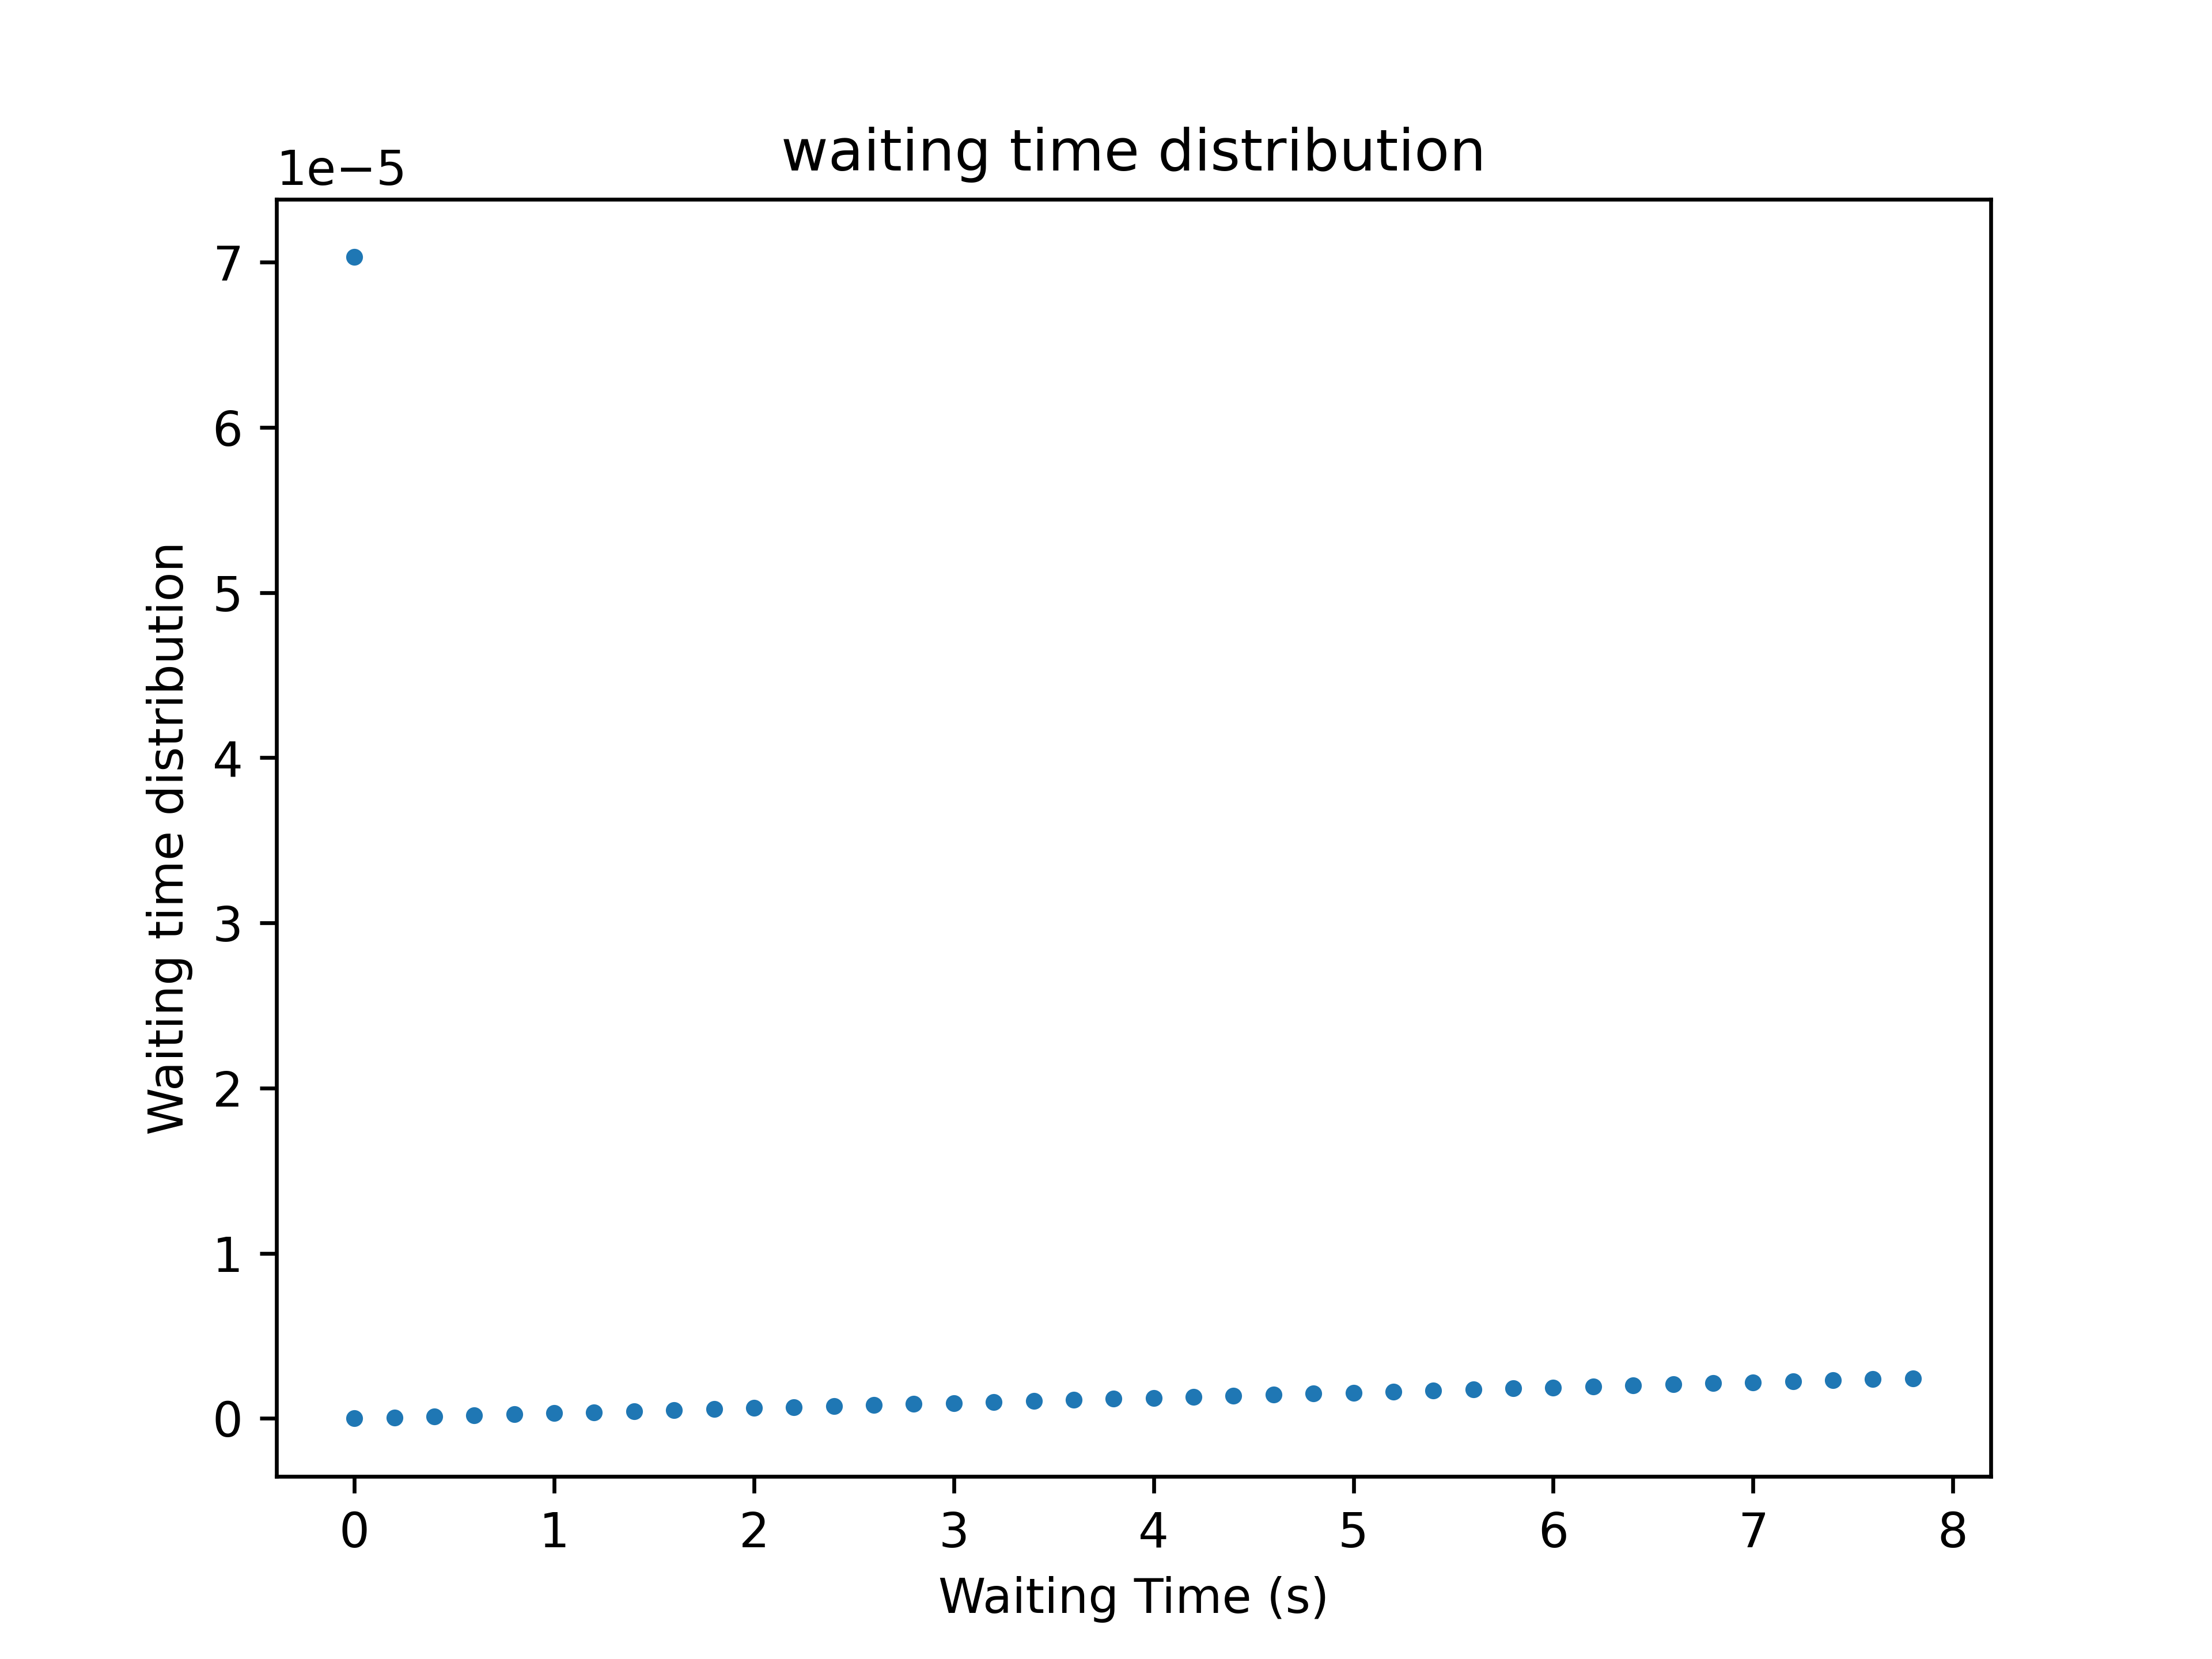 waiting time distribution
1e−5
7
6
5
4
3
2
1
0
Waiting time distribution
0 1 2 3 4 5 6 7 8
Waiting Time (s)